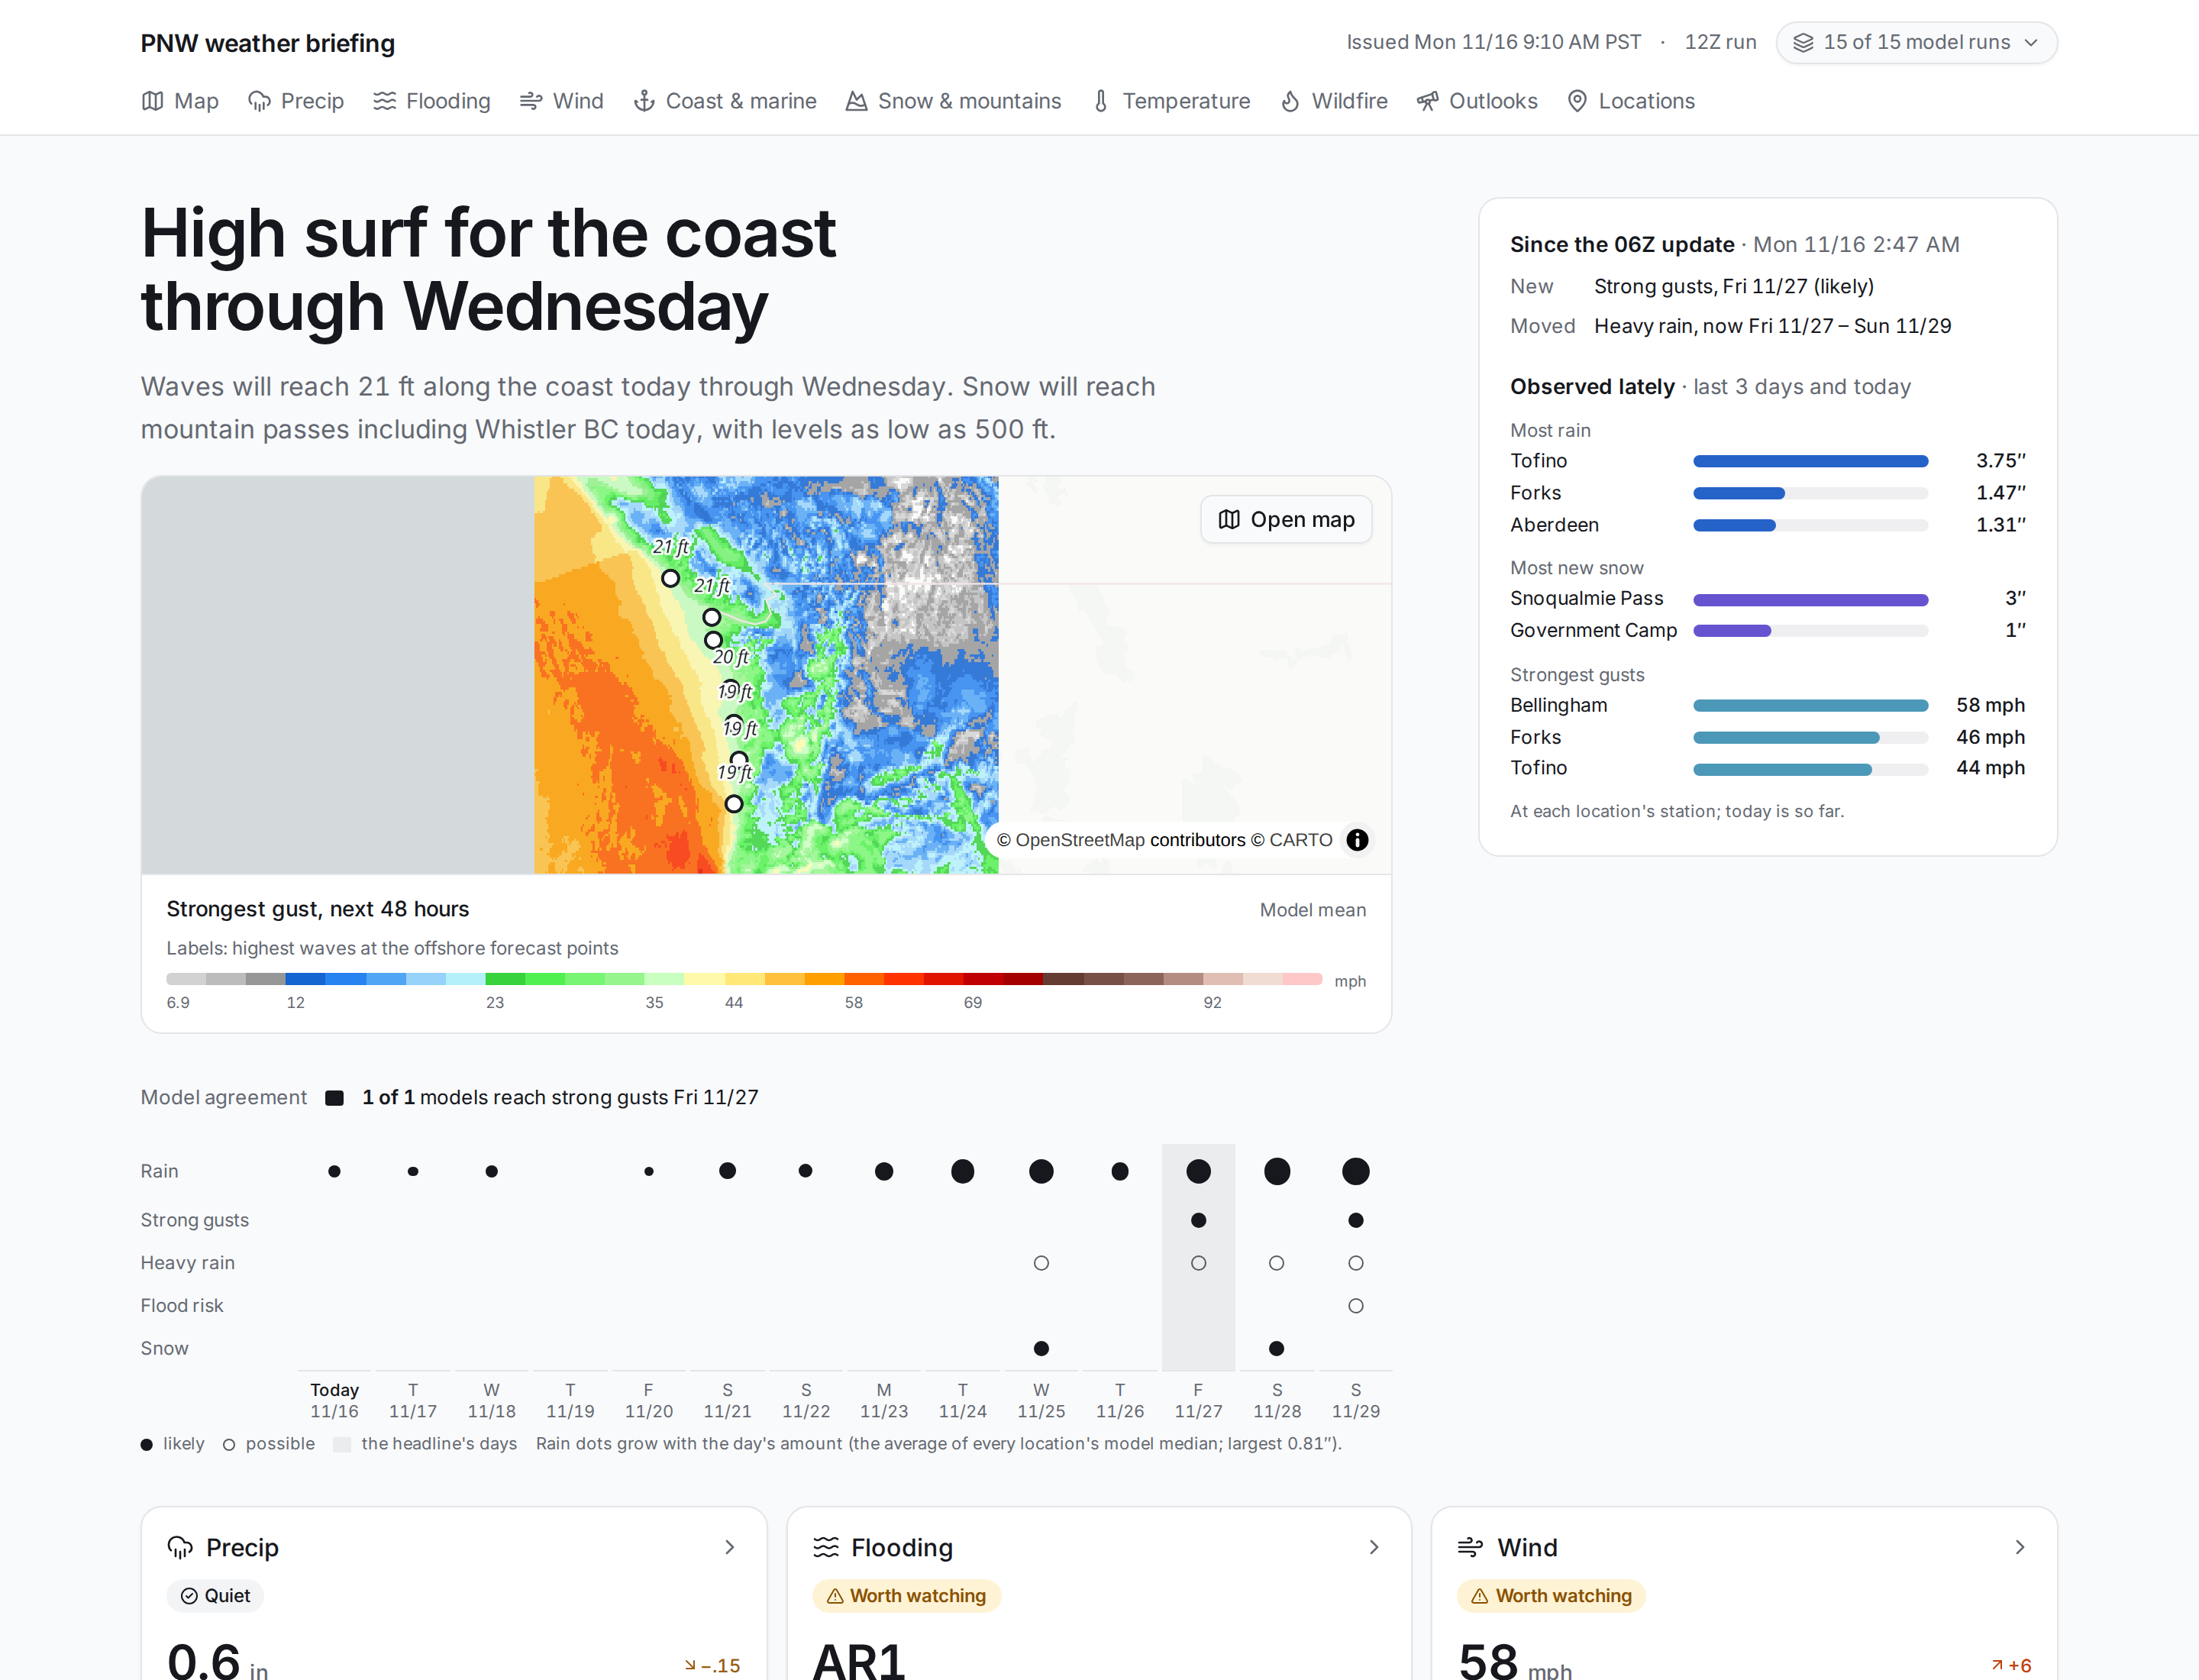 PNW weather briefing
Issued Mon 11/16 9:10 AM PST · 12Z run
15 of 15 model runs
Map
Precip
Flooding
Wind
Coast & marine
Snow & mountains
Temperature
Wildfire
Outlooks
Locations
High surf for the coast
through Wednesday
Waves will reach 21 ft along the coast today through Wednesday. Snow will reach
mountain passes including Whistler BC today, with levels as low as 500 ft.
Open map
21 ft
21 ft
20 ft
19 ft
19 ft
19 ft
© OpenStreetMap contributors © CARTO
Strongest gust, next 48 hours
Model mean
Labels: highest waves at the offshore forecast points
mph
6.9 12 23 35 44 58 69 92
Since the 06Z update · Mon 11/16 2:47 AM
New Strong gusts, Fri 11/27 (likely)
Moved Heavy rain, now Fri 11/27 – Sun 11/29
Observed lately · last 3 days and today
Most rain
Tofino 3.75″
Forks 1.47″
Aberdeen 1.31″
Most new snow
Snoqualmie Pass 3″
Government Camp 1″
Strongest gusts
Bellingham 58 mph
Forks 46 mph
Tofino 44 mph
At each location's station; today is so far.
Model agreement 1 of 1 models reach strong gusts Fri 11/27
Rain
Strong gusts
Heavy rain
Flood risk
Snow
Today T W T F S S M T W T F S S
11/16 11/17 11/18 11/19 11/20 11/21 11/22 11/23 11/24 11/25 11/26 11/27 11/28 11/29
likely possible the headline's days Rain dots grow with the day's amount (the average of every location's model median; largest 0.81″).
Precip
Quiet
0.6 in
−.15
Flooding
Worth watching
AR1
Wind
Worth watching
58 mph
+6